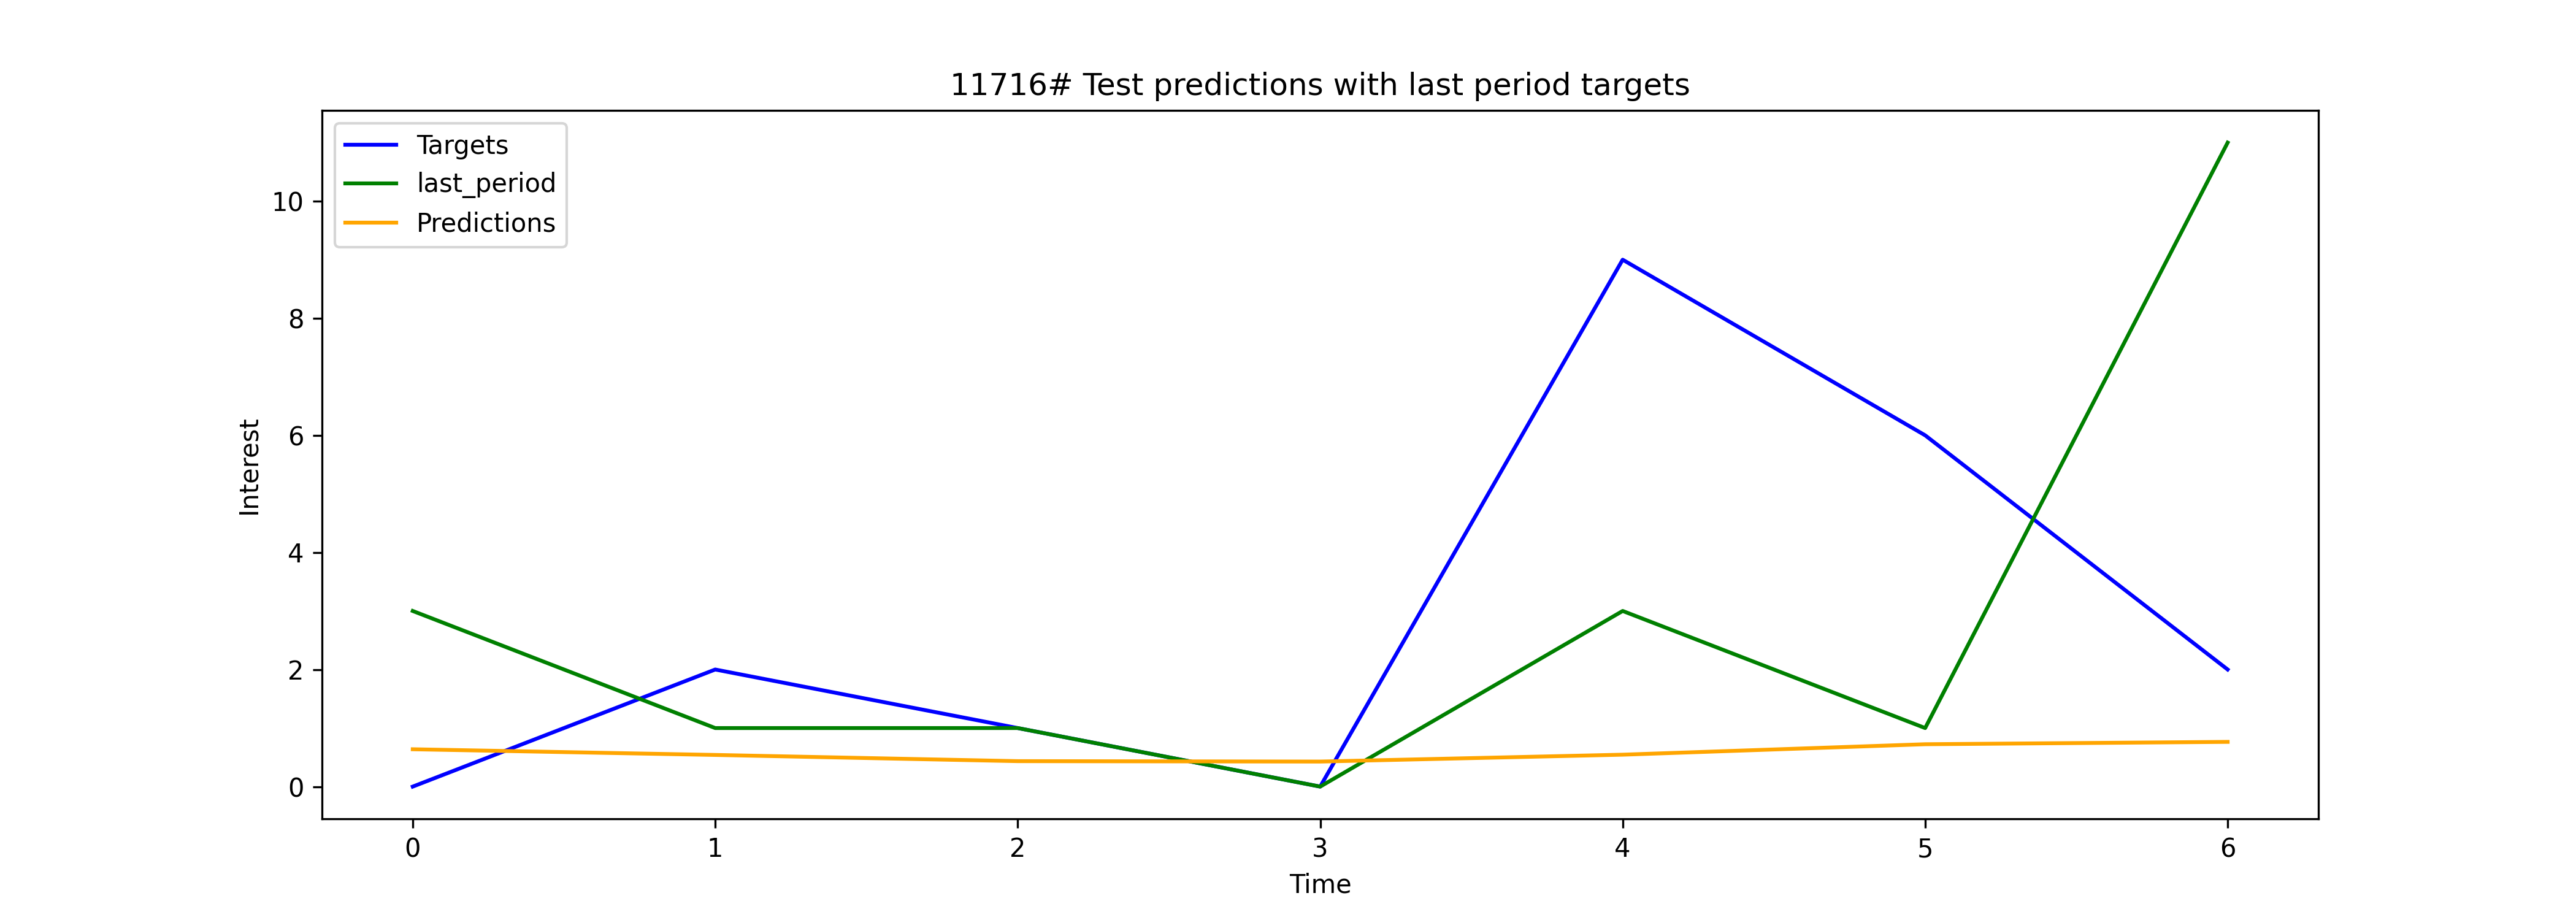 11716# Test predictions with last period targets
Targets
last_period
Predictions
Interest
10
8
6
4
2
0
0 1 2 3 4 5 6
Time